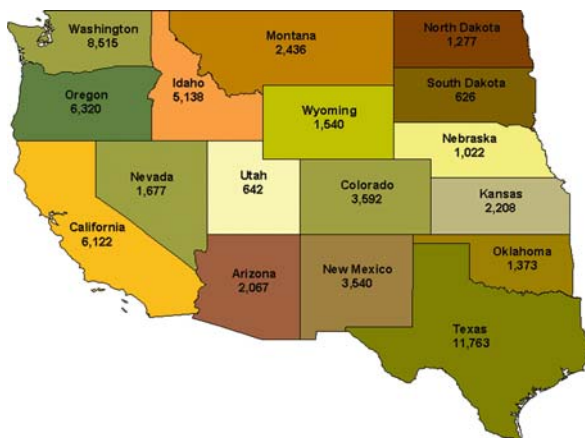 Washington
8,515
Montana
2,436
North Dakota
1,277
Idaho
5,138
Oregon
6,320
South Dakota
626
Wyoming
1,540
Nebraska
1,022
Nevada
1,677
Utah
642
Colorado
3,592
Kansas
2,208
California
6,122
Arizona
2,067
New Mexico
3,540
Oklahoma
1,373
Texas
11,763